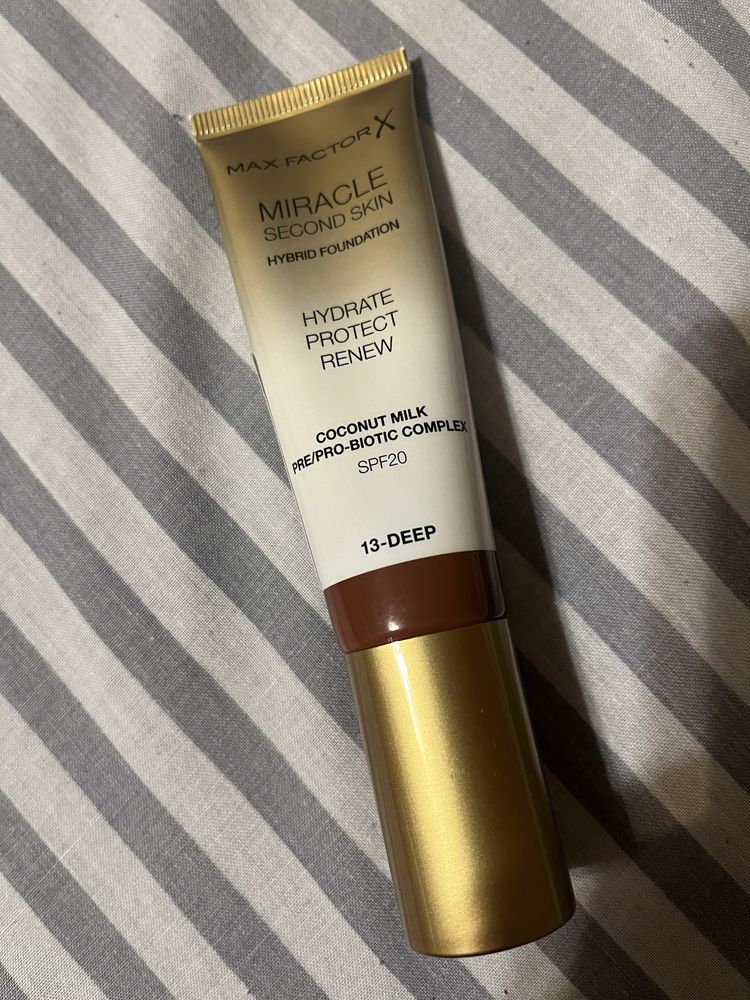 MAX FACTOR X
MIRACLE
SECOND SKIN
HYBRID FOUNDATION
HYDRATE
PROTECT
RENEW
COCONUT MILK
PRE/PRO-BIOTIC COMPLEX
SPF20
13-DEEP